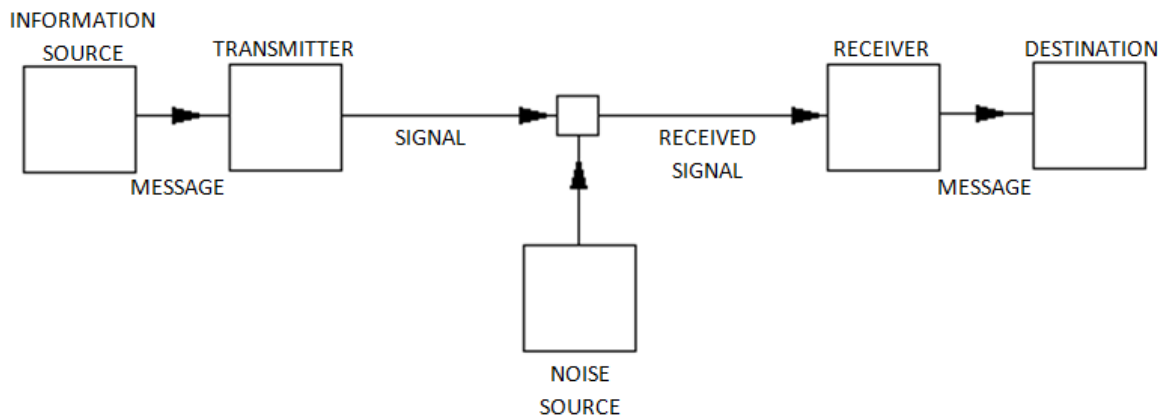 INFORMATION
SOURCE
TRANSMITTER
RECEIVER
DESTINATION
SIGNAL
RECEIVED
SIGNAL
MESSAGE
MESSAGE
NOISE
SOURCE